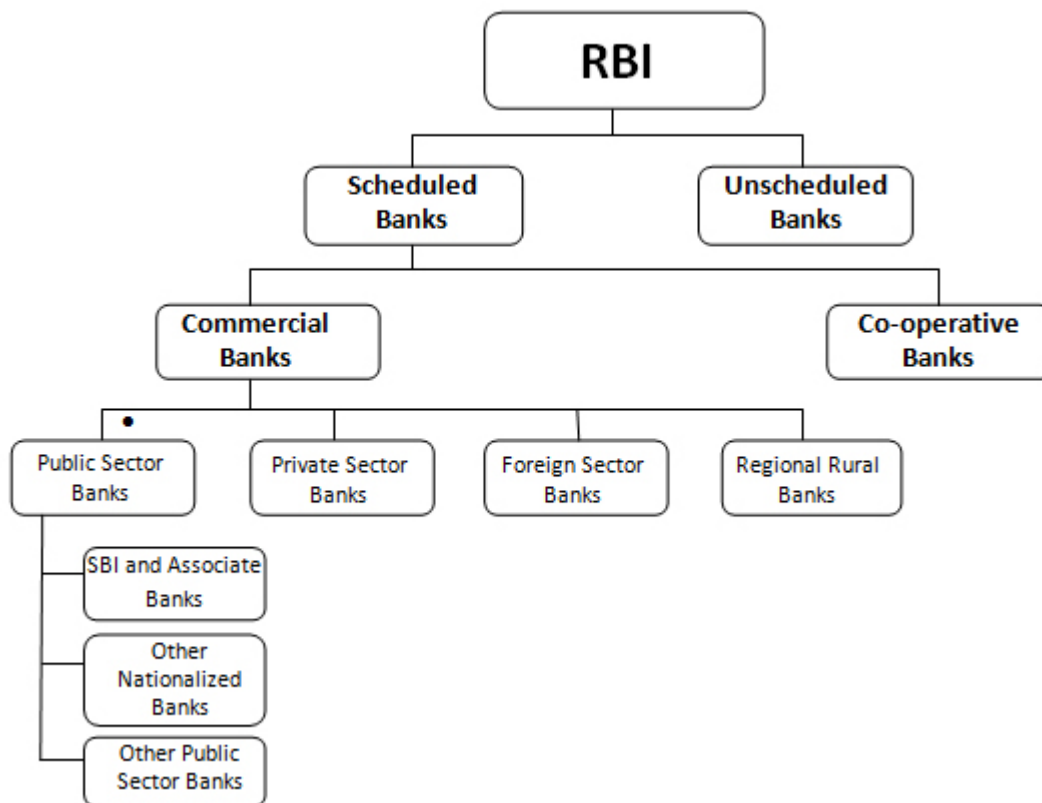 RBI
Scheduled
Banks
Unscheduled
Banks
Commercial
Banks
Co-operative
Banks
Public Sector
Banks
Private Sector
Banks
Foreign Sector
Banks
Regional Rural
Banks
SBI and Associate
Banks
Other
Nationalized
Banks
Other Public
Sector Banks